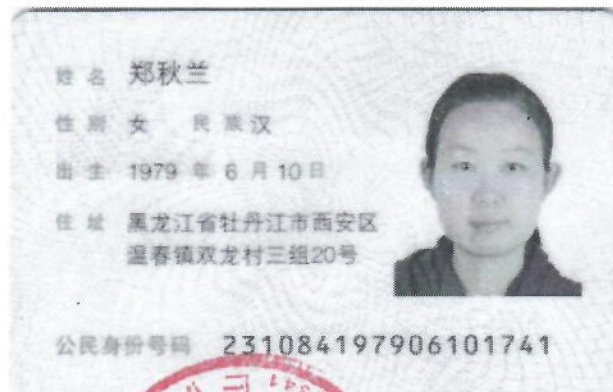 姓名 郑秋兰
性别 女 民族 汉
出生 1979 年 6 月 10 日
住址 黑龙江省牡丹江市西安区
温春镇双龙村三组20号
公民身份号码 231084197906101741